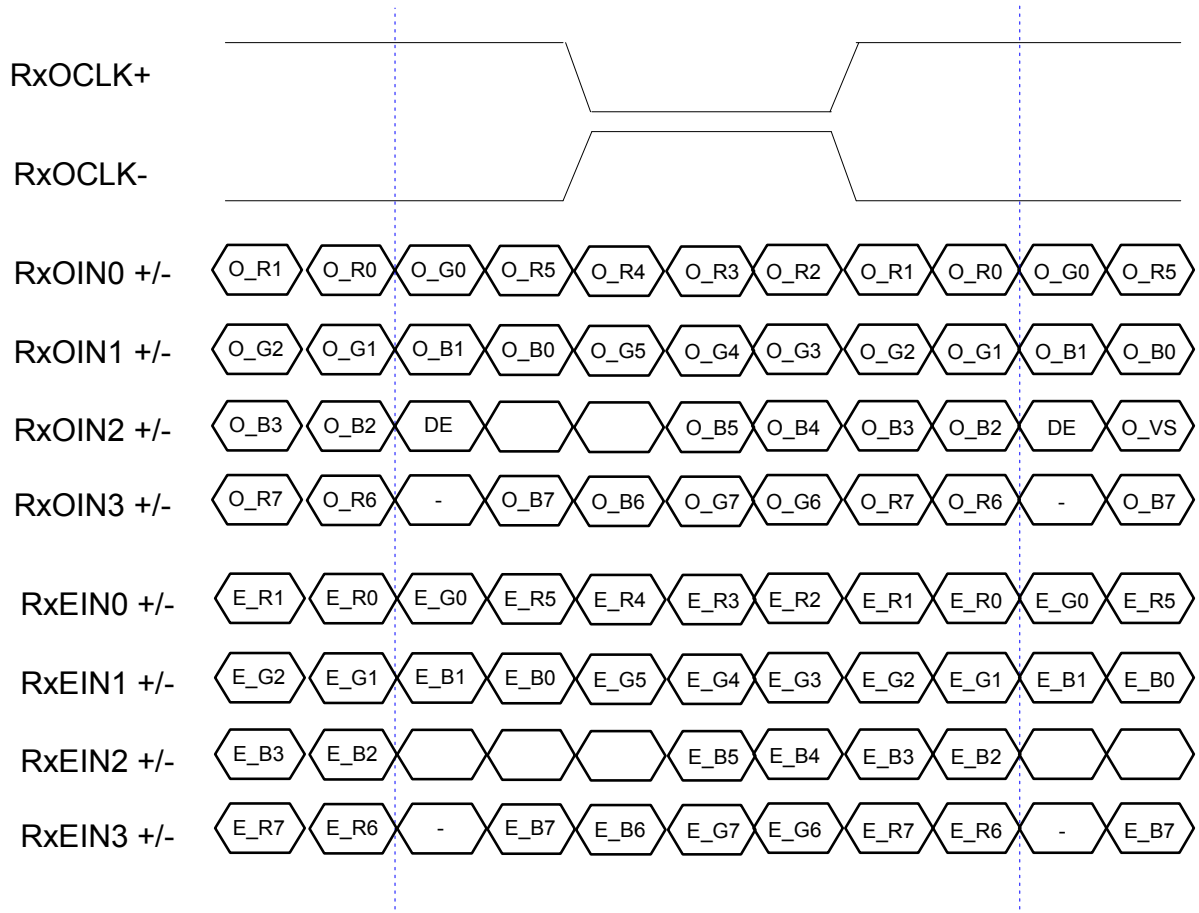 RxOCLK+
RxOCLK-
RxOIN0 +/- O_R1 O_R0 O_G0 O_R5 O_R4 O_R3 O_R2 O_R1 O_R0 O_G0 O_R5
RxOIN1 +/- O_G2 O_G1 O_B1 O_B0 O_G5 O_G4 O_G3 O_G2 O_G1 O_B1 O_B0
RxOIN2 +/- O_B3 O_B2 DE O_B5 O_B4 O_B3 O_B2 DE O_VS
RxOIN3 +/- O_R7 O_R6 - O_B7 O_B6 O_G7 O_G6 O_R7 O_R6 - O_B7
RxEIN0 +/- E_R1 E_R0 E_G0 E_R5 E_R4 E_R3 E_R2 E_R1 E_R0 E_G0 E_R5
RxEIN1 +/- E_G2 E_G1 E_B1 E_B0 E_G5 E_G4 E_G3 E_G2 E_G1 E_B1 E_B0
RxEIN2 +/- E_B3 E_B2 E_B5 E_B4 E_B3 E_B2
RxEIN3 +/- E_R7 E_R6 - E_B7 E_B6 E_G7 E_G6 E_R7 E_R6 - E_B7